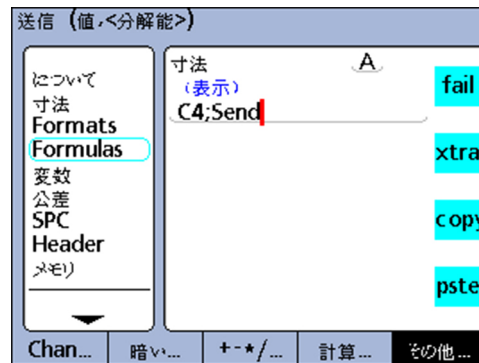 送信 (値,<分解能>)
について
寸法
Formats
Formulas
変数
公差
SPC
Header
メモリ
寸法
A
(表示)
C4;Send
fail
xtra
copy
pste
Chan...
暗い...
+-*/...
計算...
その他...